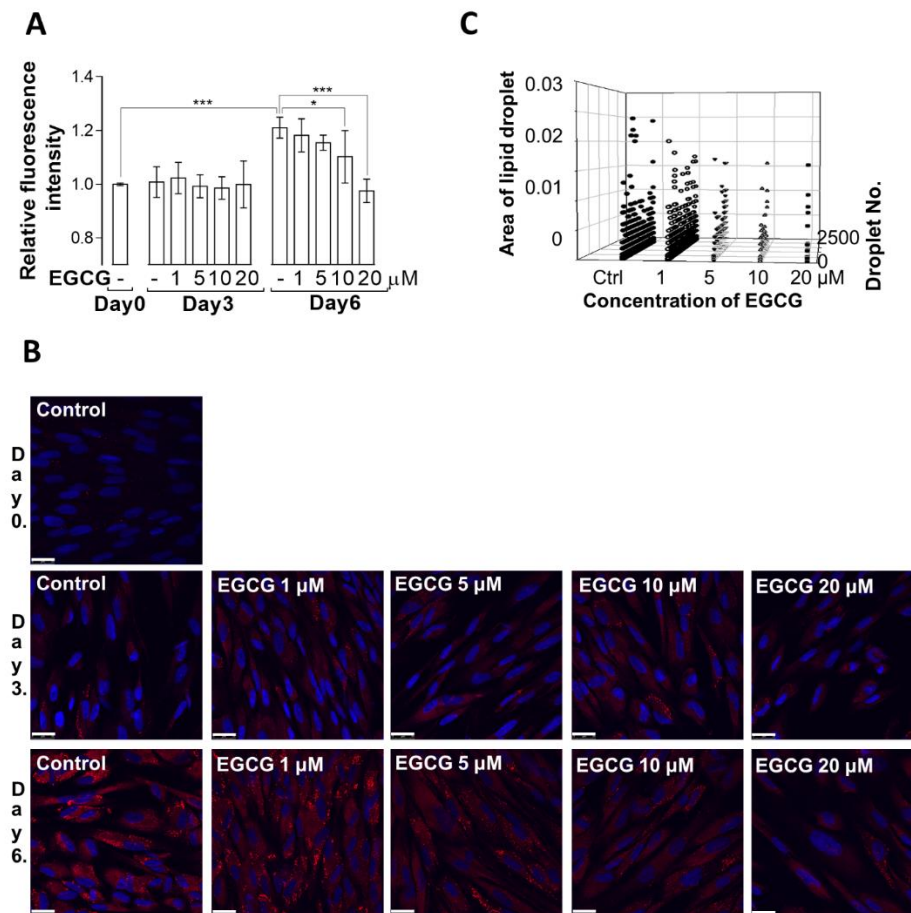 A
Relative fluorescence
intensity
1.4
1.2
1.0
0.8
***
***
*
EGCG - - 1 5 10 20 - 1 5 10 20 μM
Day0 Day3 Day6
C
Area of lipid droplet
0.03
0.02
0.01
0
2500
0
Droplet No.
Ctrl 1 5 10 20 μM
Concentration of EGCG
B
Day0.
Control
Day3.
Control EGCG 1 μM EGCG 5 μM EGCG 10 μM EGCG 20 μM
Day6.
Control EGCG 1 μM EGCG 5 μM EGCG 10 μM EGCG 20 μM